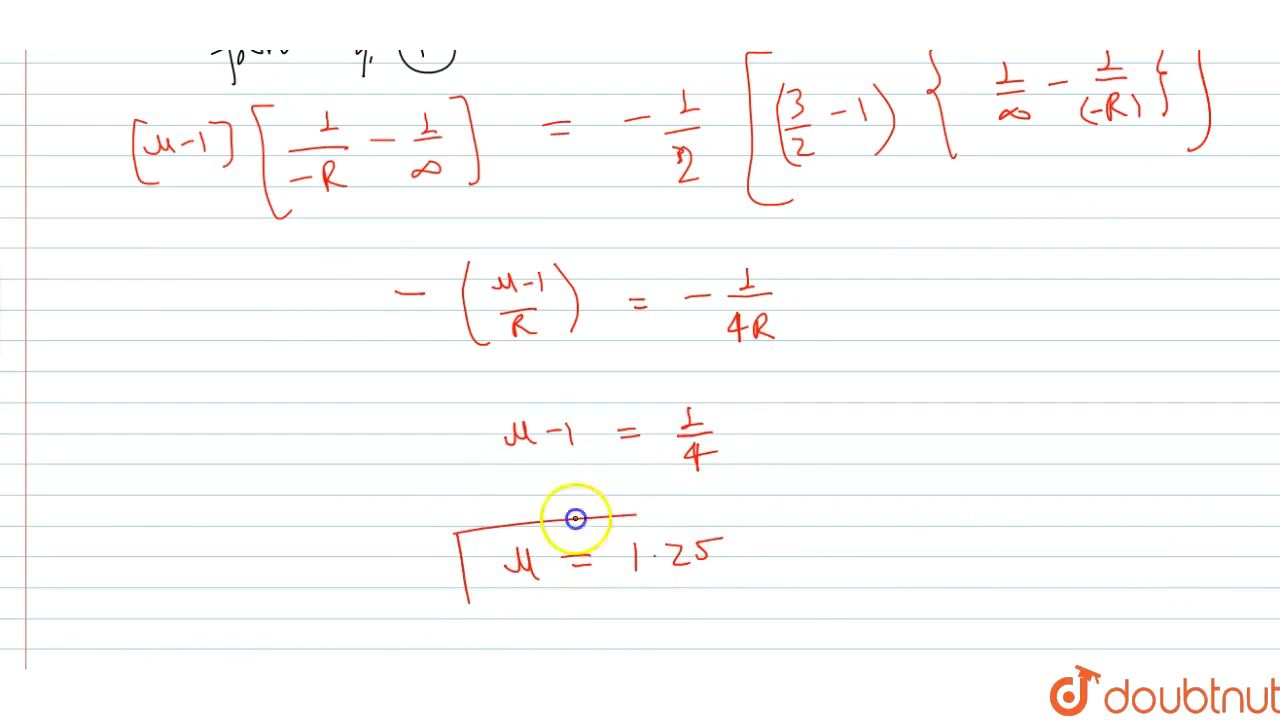 [μ-1] [1/-R - 1/∞] = -1/2 [(3/2 -1) {1/∞ - 1/(-R)}]
-(μ-1/R) = -1/4R
μ-1 = 1/4
μ = 1.25
doubtnut